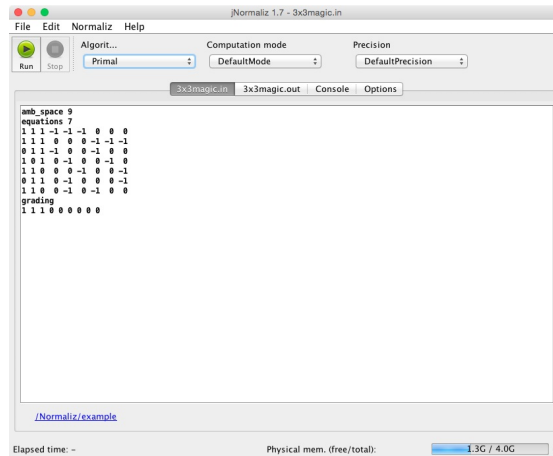 jNormaliz 1.7 - 3x3magic.in
File Edit Normaliz Help
Algorit... Computation mode Precision
Run Stop Primal DefaultMode DefaultPrecision
3x3magic.in 3x3magic.out Console Options
amb_space 9
equations 7
1 1 1 -1 -1 -1 0 0 0
1 1 1 0 0 0 -1 -1 -1
0 1 1 -1 0 0 -1 0 0
1 0 1 0 -1 0 0 -1 0
1 1 0 0 0 -1 0 0 -1
0 1 1 0 -1 0 0 0 -1
1 1 0 0 -1 0 -1 0 0
grading
1 1 1 0 0 0 0 0 0
/Normaliz/example
Elapsed time: – Physical mem. (free/total): 1.3G / 4.0G